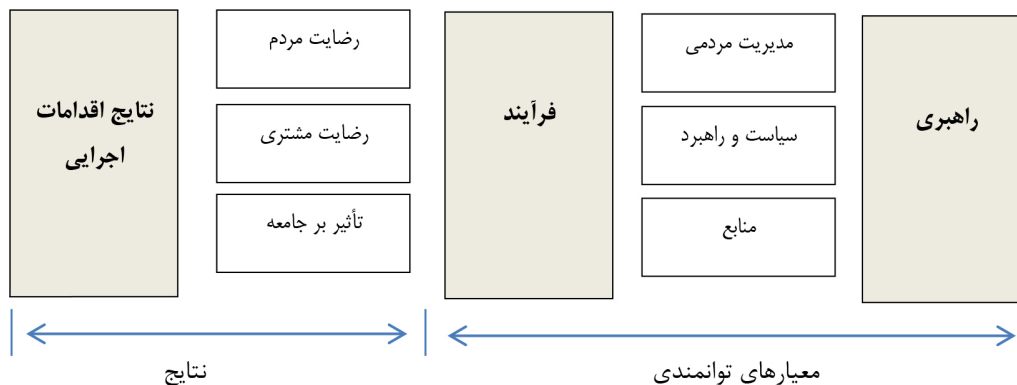 راهبری
مدیریت مردمی
سیاست و راهبرد
منابع
فرآیند
رضایت مردم
رضایت مشتری
تأثیر بر جامعه
نتایج اقدامات
اجرایی
معیارهای توانمندی
نتایج